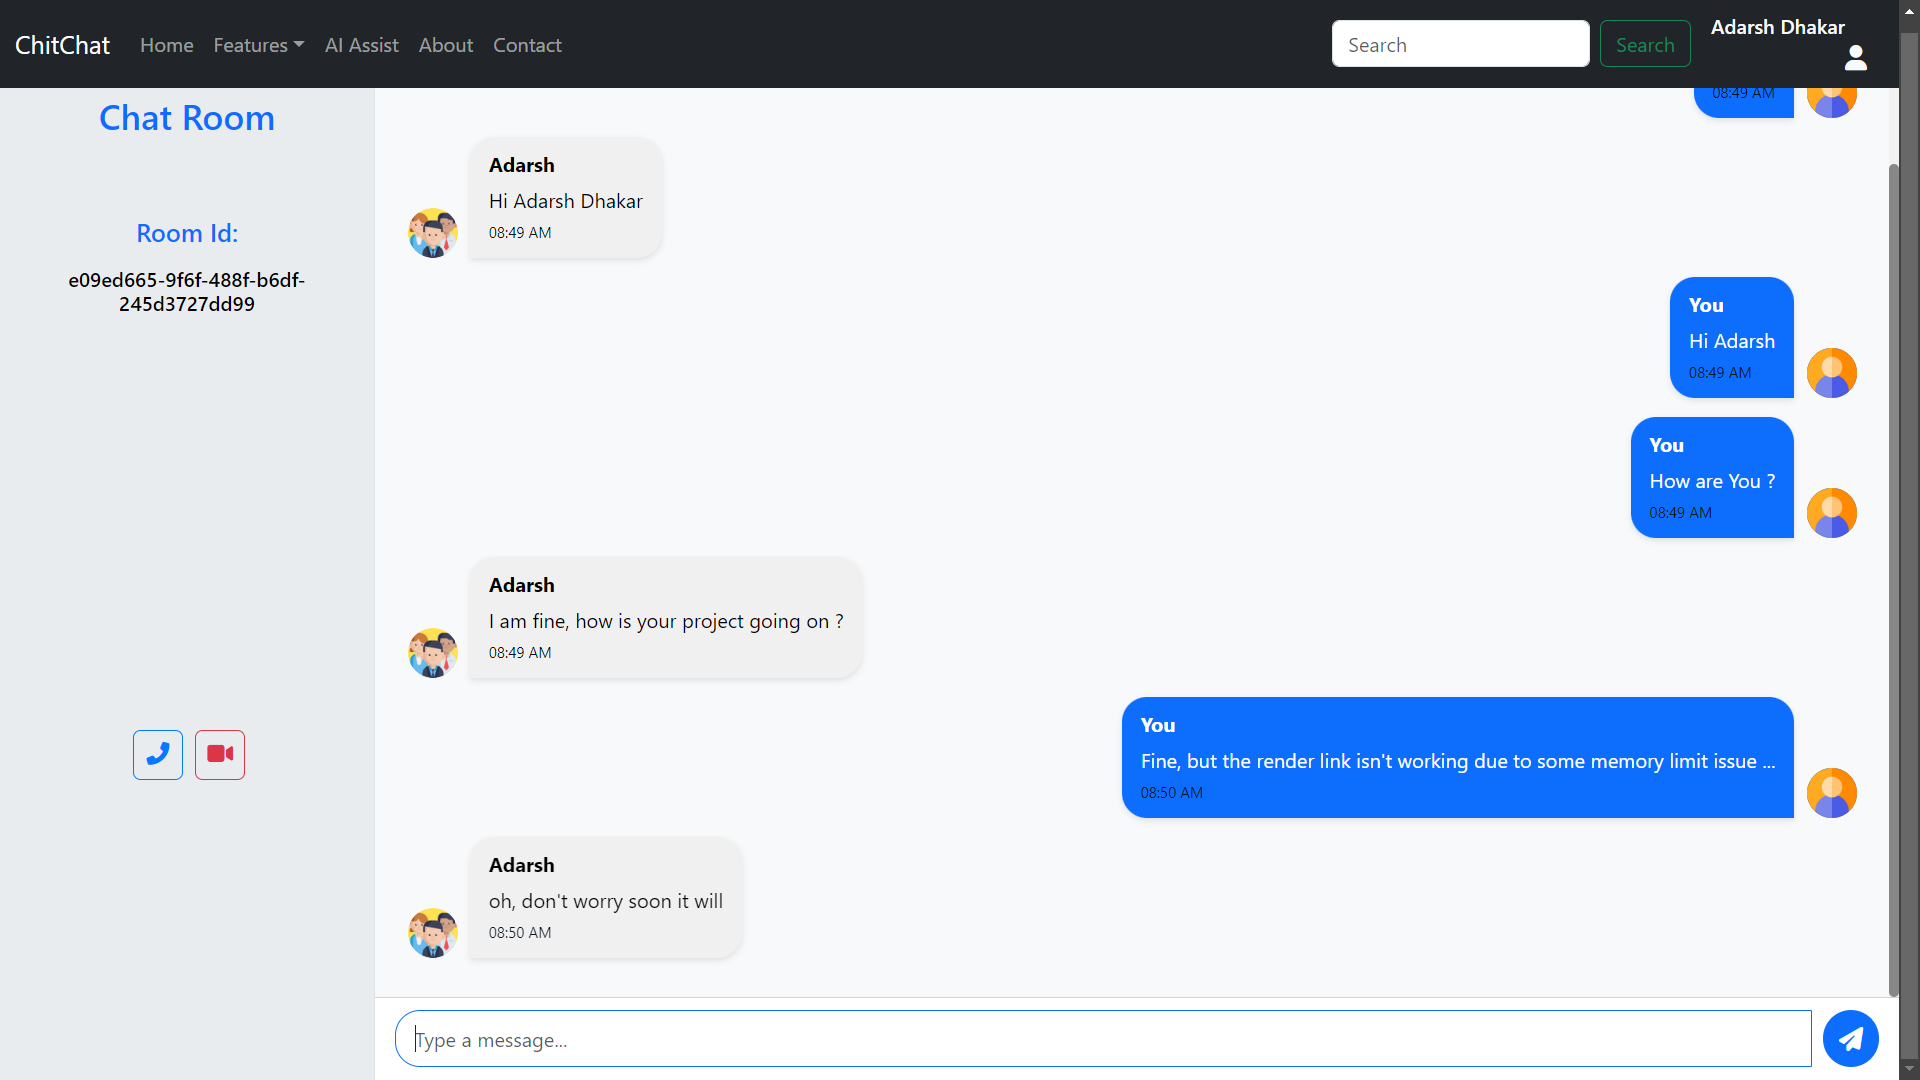 ChitChat
Home
Features
AI Assist
About
Contact
Search
Search
Adarsh Dhakar
Chat Room
Room Id:
e09ed665-9f6f-488f-b6df-
245d3727dd99
08:49 AM
Adarsh
Hi Adarsh Dhakar
08:49 AM
You
Hi Adarsh
08:49 AM
You
How are You ?
08:49 AM
Adarsh
I am fine, how is your project going on ?
08:49 AM
You
Fine, but the render link isn't working due to some memory limit issue ...
08:50 AM
Adarsh
oh, don't worry soon it will
08:50 AM
Type a message...